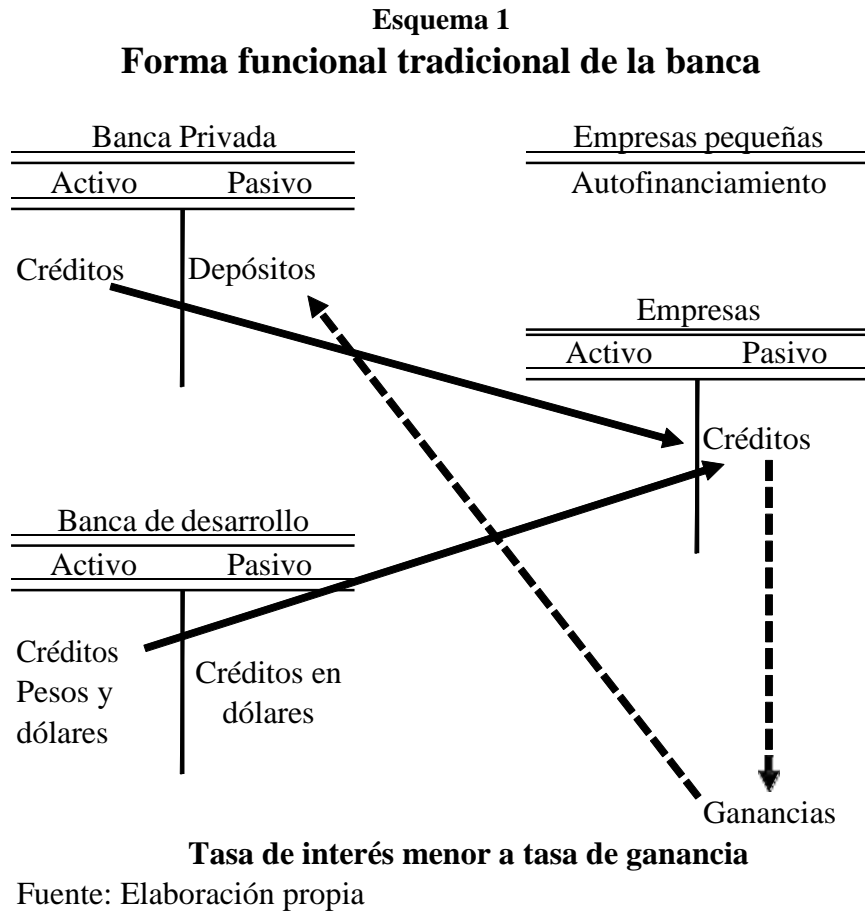 Esquema 1
Forma funcional tradicional de la banca
Banca Privada
Activo Pasivo
Créditos Depósitos
Empresas pequeñas
Autofinanciamiento
Empresas
Activo Pasivo
Créditos
Banca de desarrollo
Activo Pasivo
Créditos
Pesos y
dólares
Créditos en
dólares
Ganancias
Tasa de interés menor a tasa de ganancia
Fuente: Elaboración propia